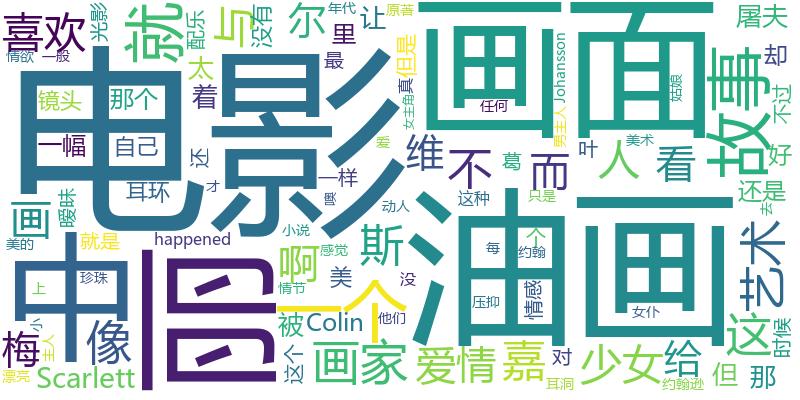 喜欢 就 配乐 光影 与 没有 尔 年代 让 原著 但是 画面 屠夫 却
情欲 一般 太 里 最 真 女主角 任何 Johansson 姑娘 故事 不过
镜头 那个 着 电影
一幅 自己 还 一样 爱 维 不 而 男主人 叶 美术 人 看 好
画 暧昧 耳环 才 奥 动人 斯 葛 这种 只是 还是 去
美的 就是 happened 小说 感觉 油画 每 个 约翰 艺术
中 旧 啊 美 没 情节 一个 压抑 情感 女仆
上 珍珠 像 被 Colin 他们 这 时候
梅 小 主人 这个 画家 爱情 嘉 对 少女 给 但 那
漂亮 Scarlett 耳洞 约翰逊